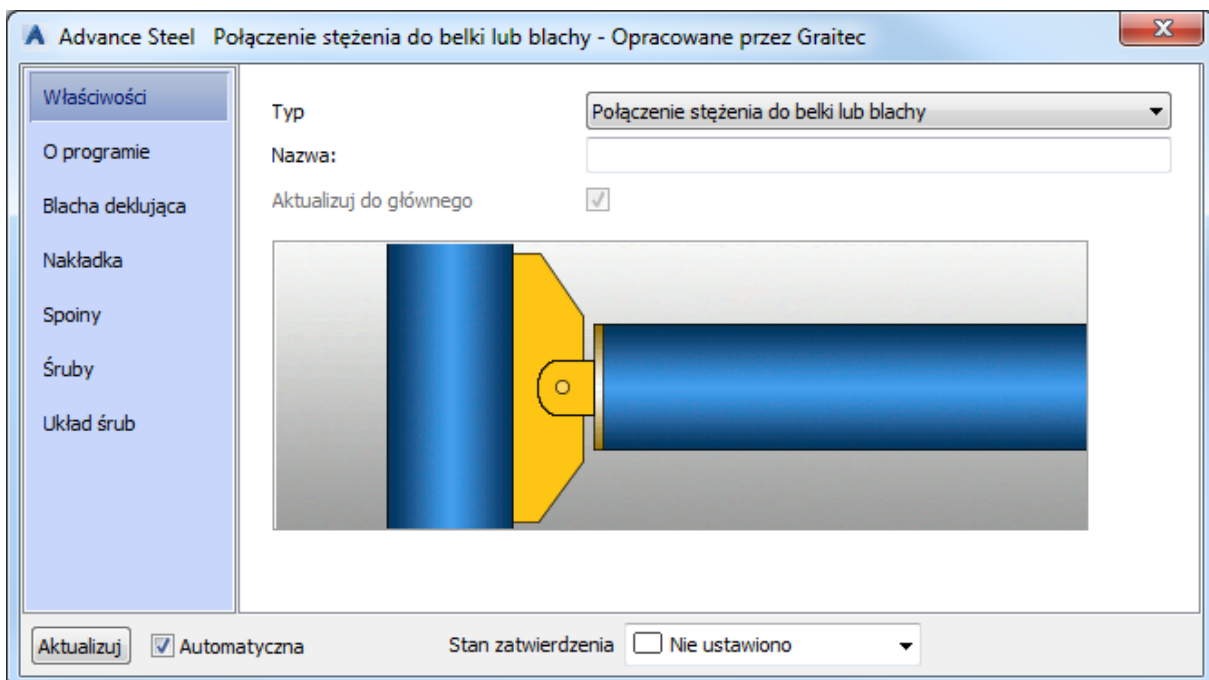 Advance Steel Połączenie stężenia do belki lub blachy - Opracowane przez Graitec
Właściwości
O programie
Blacha deklująca
Nakładka
Spoiny
Śruby
Układ śrub
Typ
Połączenie stężenia do belki lub blachy
Nazwa:
Aktualizuj do głównego
Aktualizuj
Automatyczna
Stan zatwierdzenia
Nie ustawiono